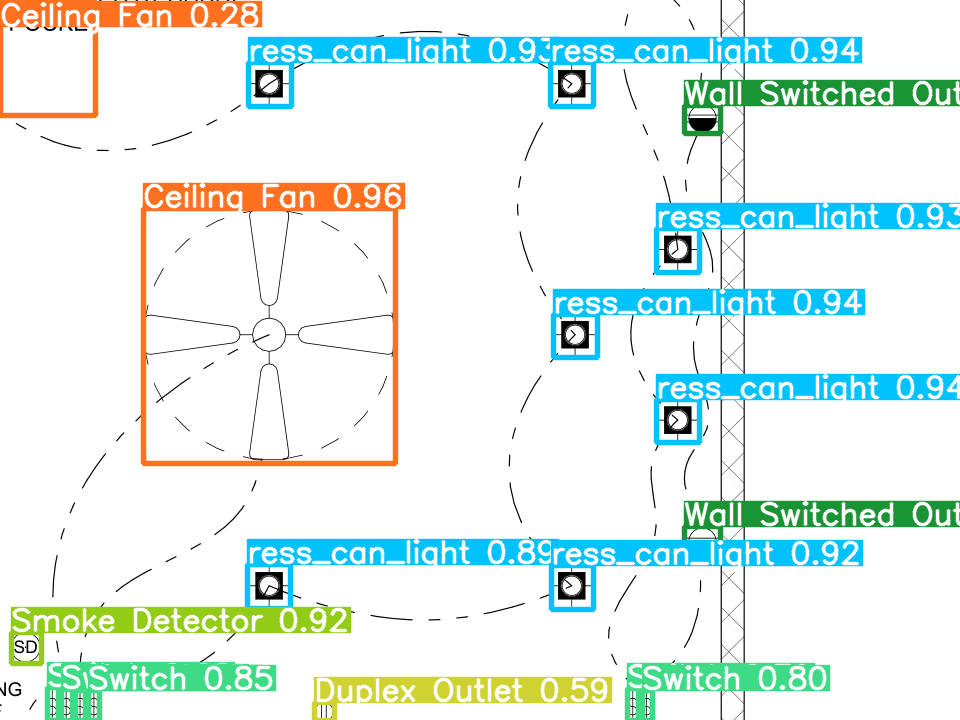 Ceiling Fan 0.28
ress_can_light 0.93
ress_can_light 0.94
Wall Switched Out
Ceiling Fan 0.96
ress_can_light 0.93
ress_can_light 0.94
ress_can_light 0.94
Wall Switched Out
ress_can_light 0.89
ress_can_light 0.92
Smoke Detector 0.92
SD
SS\Switch 0.85
SSwitch 0.80
NG
Duplex Outlet 0.59